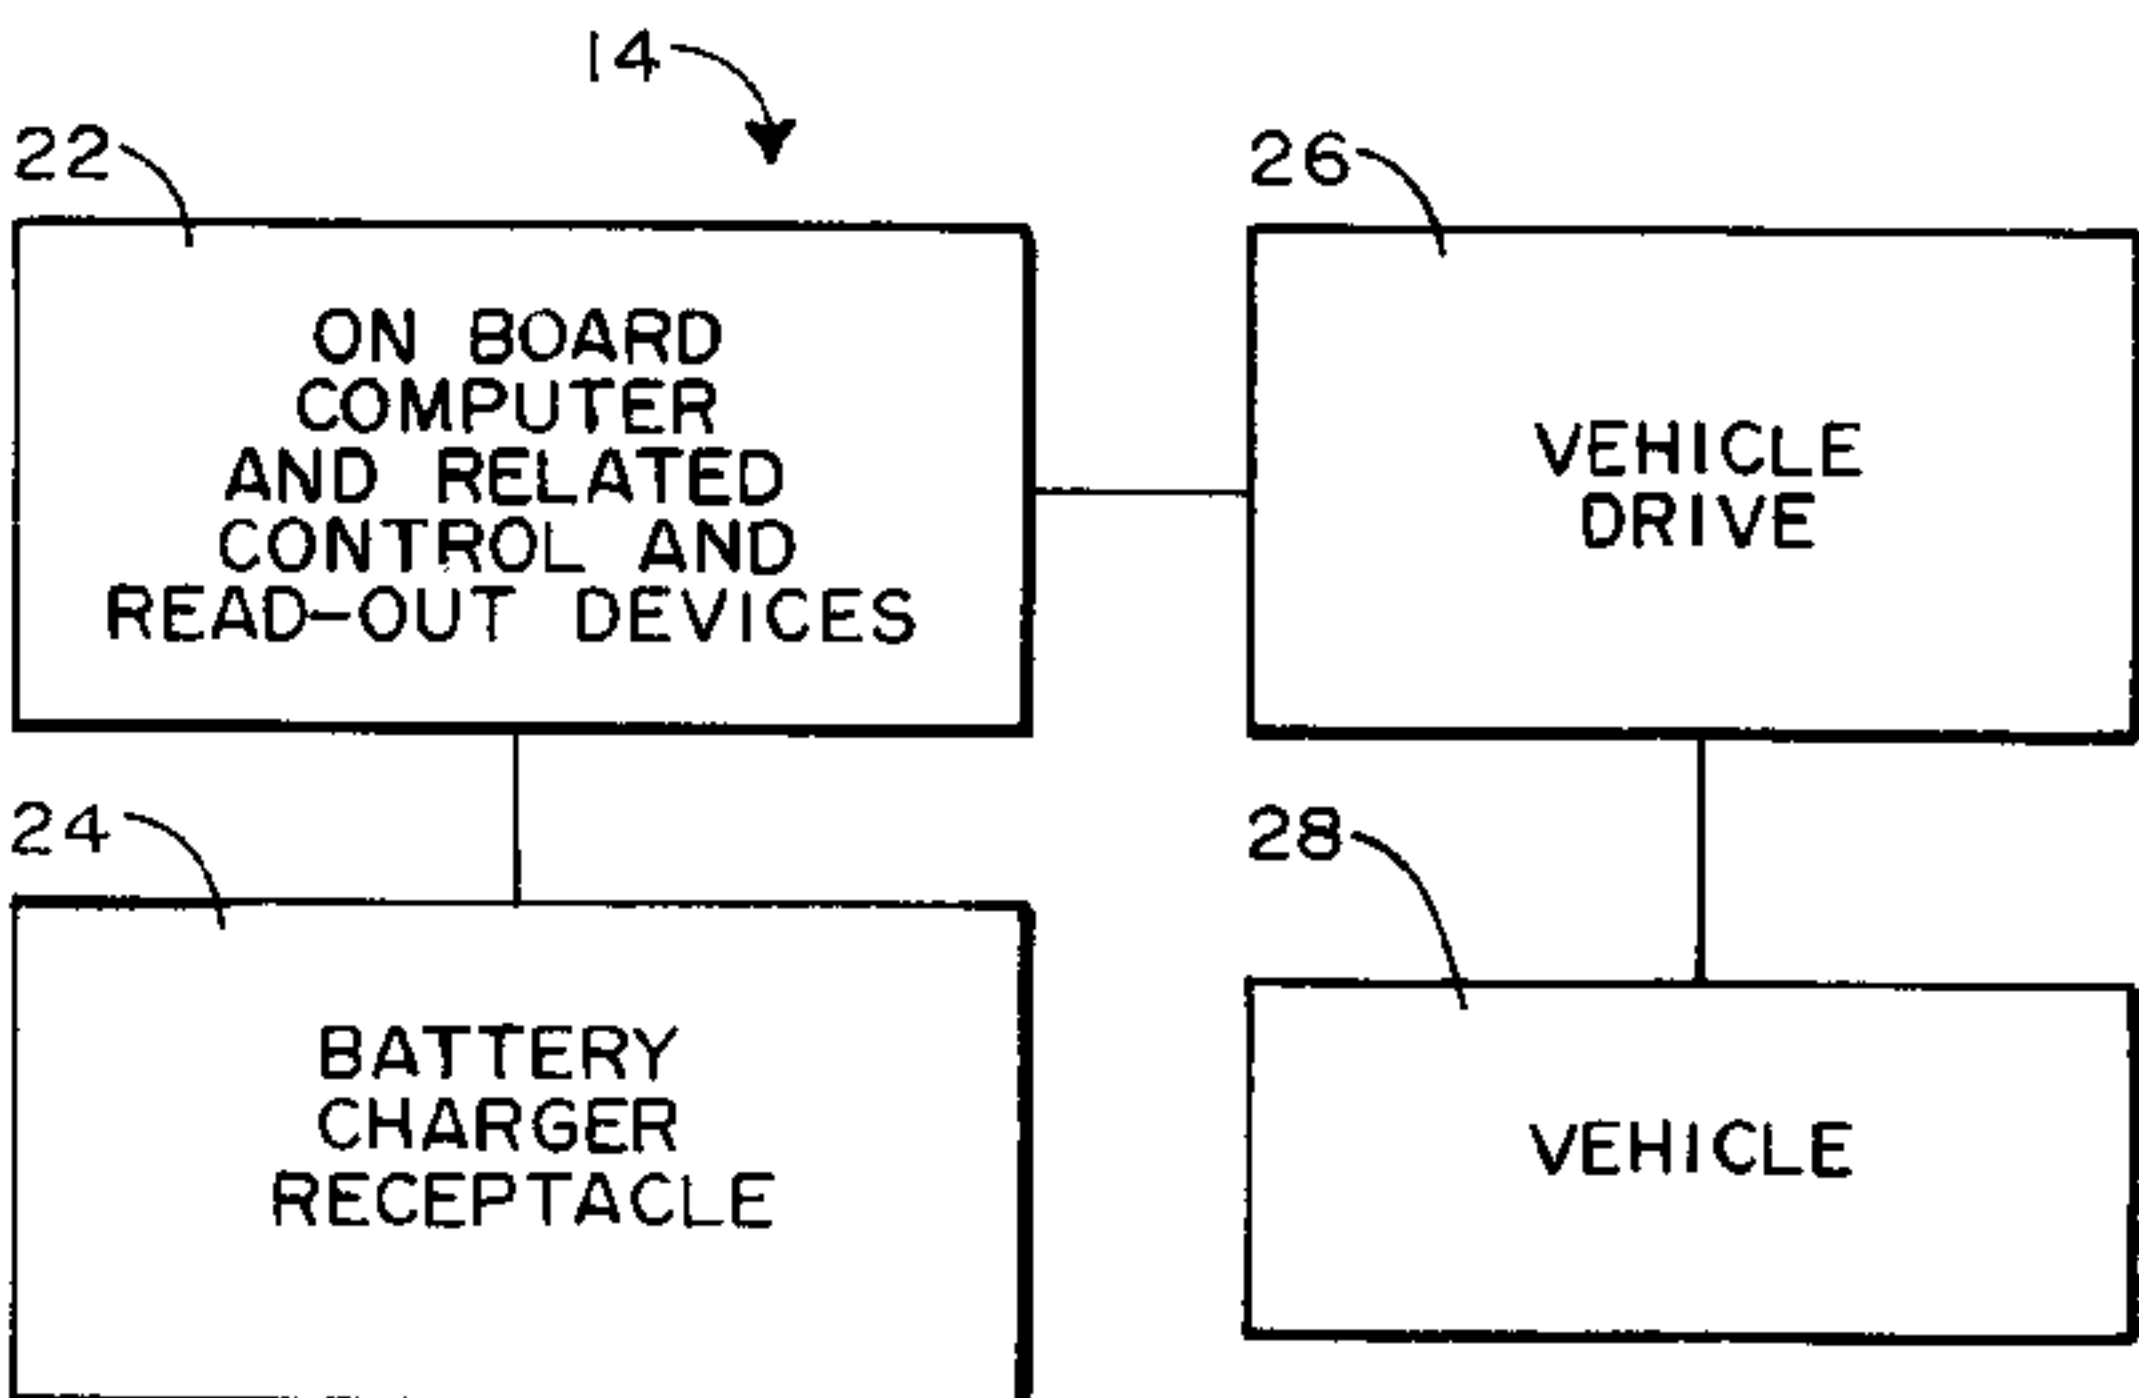 14
22
ON BOARD
COMPUTER
AND RELATED
CONTROL AND
READ-OUT DEVICES
26
VEHICLE
DRIVE
24
BATTERY
CHARGER
RECEPTACLE
28
VEHICLE